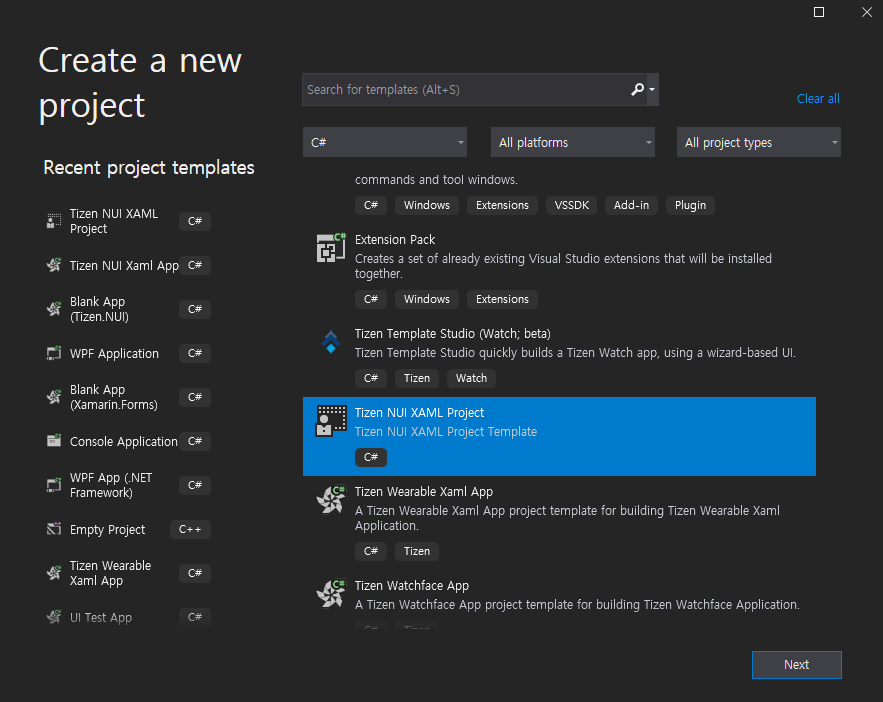 Create a new
project
Recent project templates
Tizen NUI XAML
Project
C#
Tizen NUI Xaml App
C#
Blank App
(Tizen.NUI)
C#
WPF Application
C#
Blank App
(Xamarin.Forms)
C#
Console Application
C#
WPF App (.NET
Framework)
C#
Empty Project
C++
Tizen Wearable
Xaml App
C#
UI Test App
C#
Search for templates (Alt+S)
Clear all
C#
All platforms
All project types
commands and tool windows.
C# Windows Extensions VSSDK Add-in Plugin
Extension Pack
Creates a set of already existing Visual Studio extensions that will be installed
together.
C# Windows Extensions
Tizen Template Studio (Watch; beta)
Tizen Template Studio quickly builds a Tizen Watch app, using a wizard-based UI.
C# Tizen Watch
Tizen NUI XAML Project
Tizen NUI XAML Project Template
C#
Tizen Wearable Xaml App
A Tizen Wearable Xaml App project template for building Tizen Wearable Xaml
Application.
C# Tizen
Tizen Watchface App
A Tizen Watchface App project template for building Tizen Watchface Application.
C# Tizen
Next